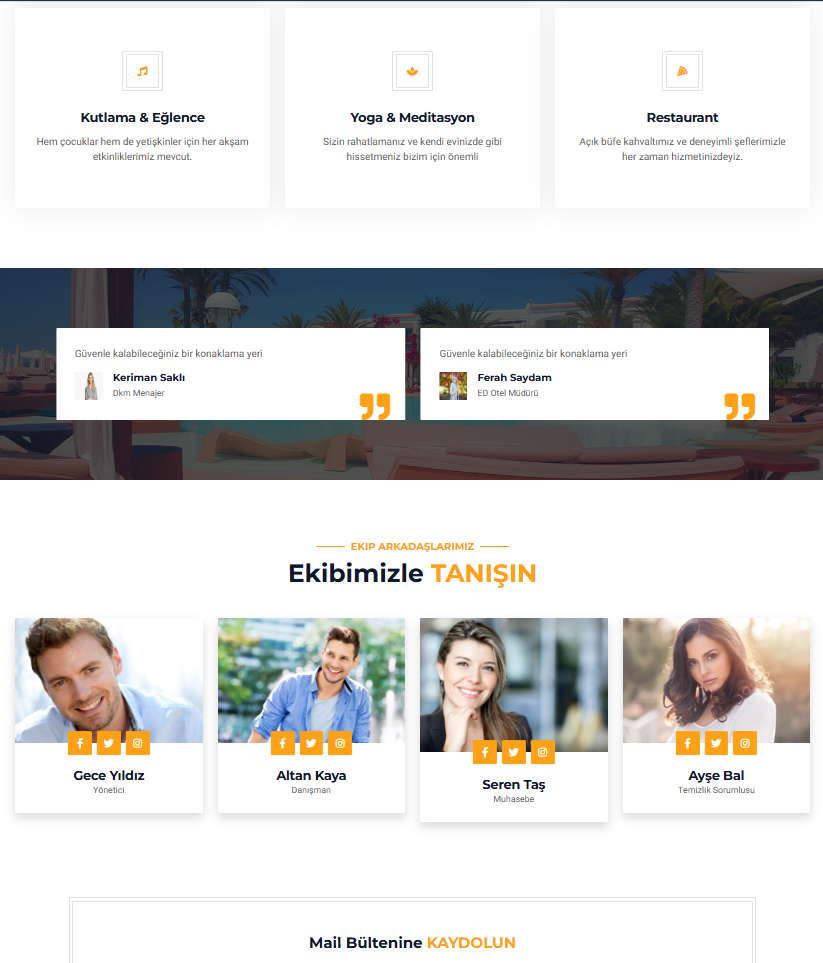 Kutlama & Eğlence
Hem çocuklar hem de yetişkinler için her akşam
etkinliklerimiz mevcut.
Yoga & Meditasyon
Sizin rahatlamanız ve kendi evinizde gibi
hissetmeniz bizim için önemli
Restaurant
Açık büfe kahvaltımız ve deneyimli şeflerimizle
her zaman hizmetinizdeyiz.
Güvenle kalabileceğiniz bir konaklama yeri
Keriman Saklı
Dkm Menajer
Güvenle kalabileceğiniz bir konaklama yeri
Ferah Saydam
ED Otel Müdürü
EKIP ARKADAŞLARIMIZ
Ekibimizle TANIŞIN
Gece Yıldız
Yönetici
Altan Kaya
Danışman
Seren Taş
Muhasebe
Ayşe Bal
Temizlik Sorumlusu
Mail Bültenine KAYDOLUN